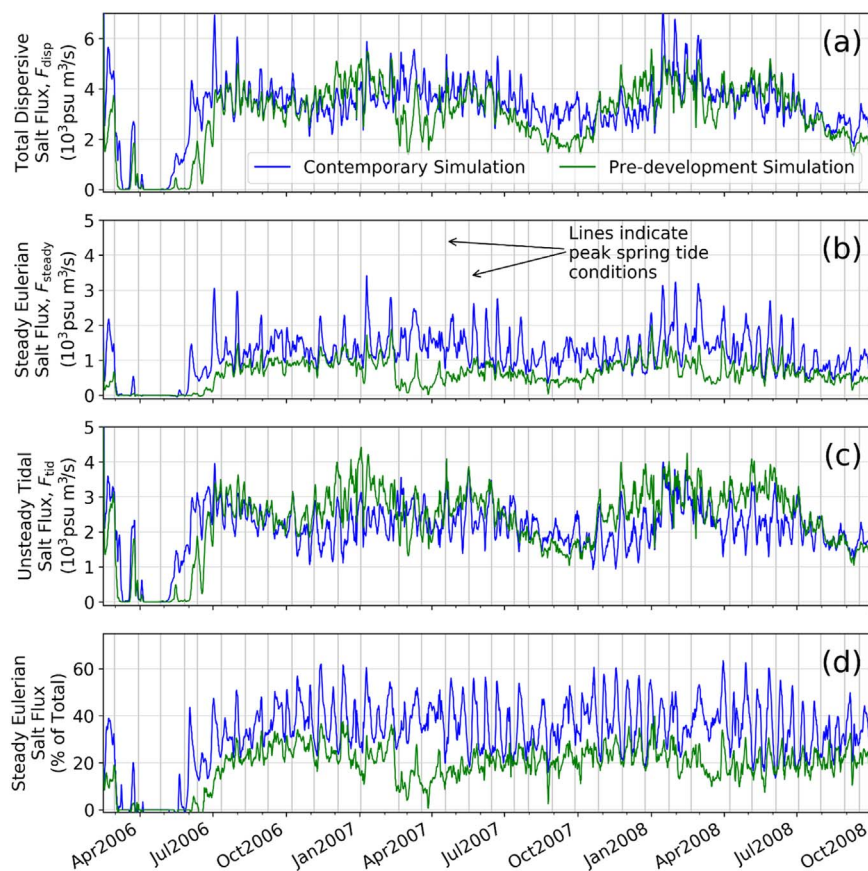 Total Dispersive
Salt Flux, F_disp
(10³psu m³/s)
6
4
2
0
(a)
Contemporary Simulation
Pre-development Simulation
Steady Eulerian
Salt Flux, F_steady
(10³psu m³/s)
5
4
3
2
1
0
Lines indicate
peak spring tide
conditions
(b)
Unsteady Tidal
Salt Flux, F_tid
(10³psu m³/s)
5
4
3
2
1
0
(c)
Steady Eulerian
Salt Flux
(% of Total)
60
40
20
0
(d)
Apr2006
Jul2006
Oct2006
Jan2007
Apr2007
Jul2007
Oct2007
Jan2008
Apr2008
Jul2008
Oct2008